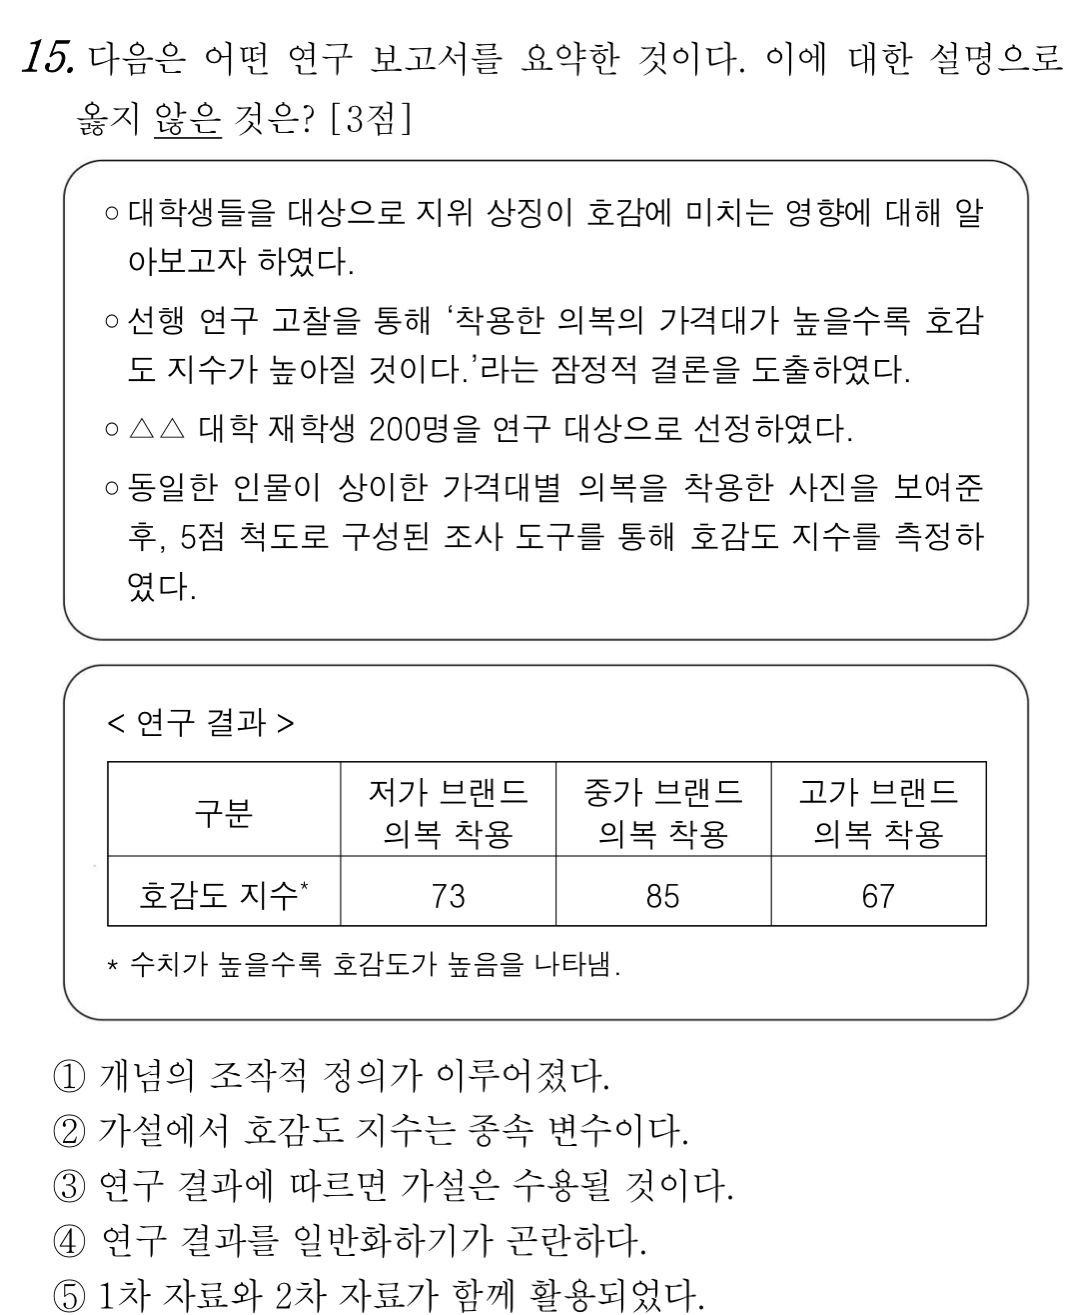 15. 다음은 어떤 연구 보고서를 요약한 것이다. 이에 대한 설명으로
옳지 않은 것은? [3점]
○ 대학생들을 대상으로 지위 상징이 호감에 미치는 영향에 대해 알
아보고자 하였다.
○ 선행 연구 고찰을 통해 ‘착용한 의복의 가격대가 높을수록 호감
도 지수가 높아질 것이다.’라는 잠정적 결론을 도출하였다.
○ △△ 대학 재학생 200명을 연구 대상으로 선정하였다.
○ 동일한 인물이 상이한 가격대별 의복을 착용한 사진을 보여준
후, 5점 척도로 구성된 조사 도구를 통해 호감도 지수를 측정하
였다.
< 연구 결과 >
구분 저가 브랜드 의복 착용 중가 브랜드 의복 착용 고가 브랜드 의복 착용
호감도 지수* 73 85 67
* 수치가 높을수록 호감도가 높음을 나타냄.
① 개념의 조작적 정의가 이루어졌다.
② 가설에서 호감도 지수는 종속 변수이다.
③ 연구 결과에 따르면 가설은 수용될 것이다.
④ 연구 결과를 일반화하기가 곤란하다.
⑤ 1차 자료와 2차 자료가 함께 활용되었다.